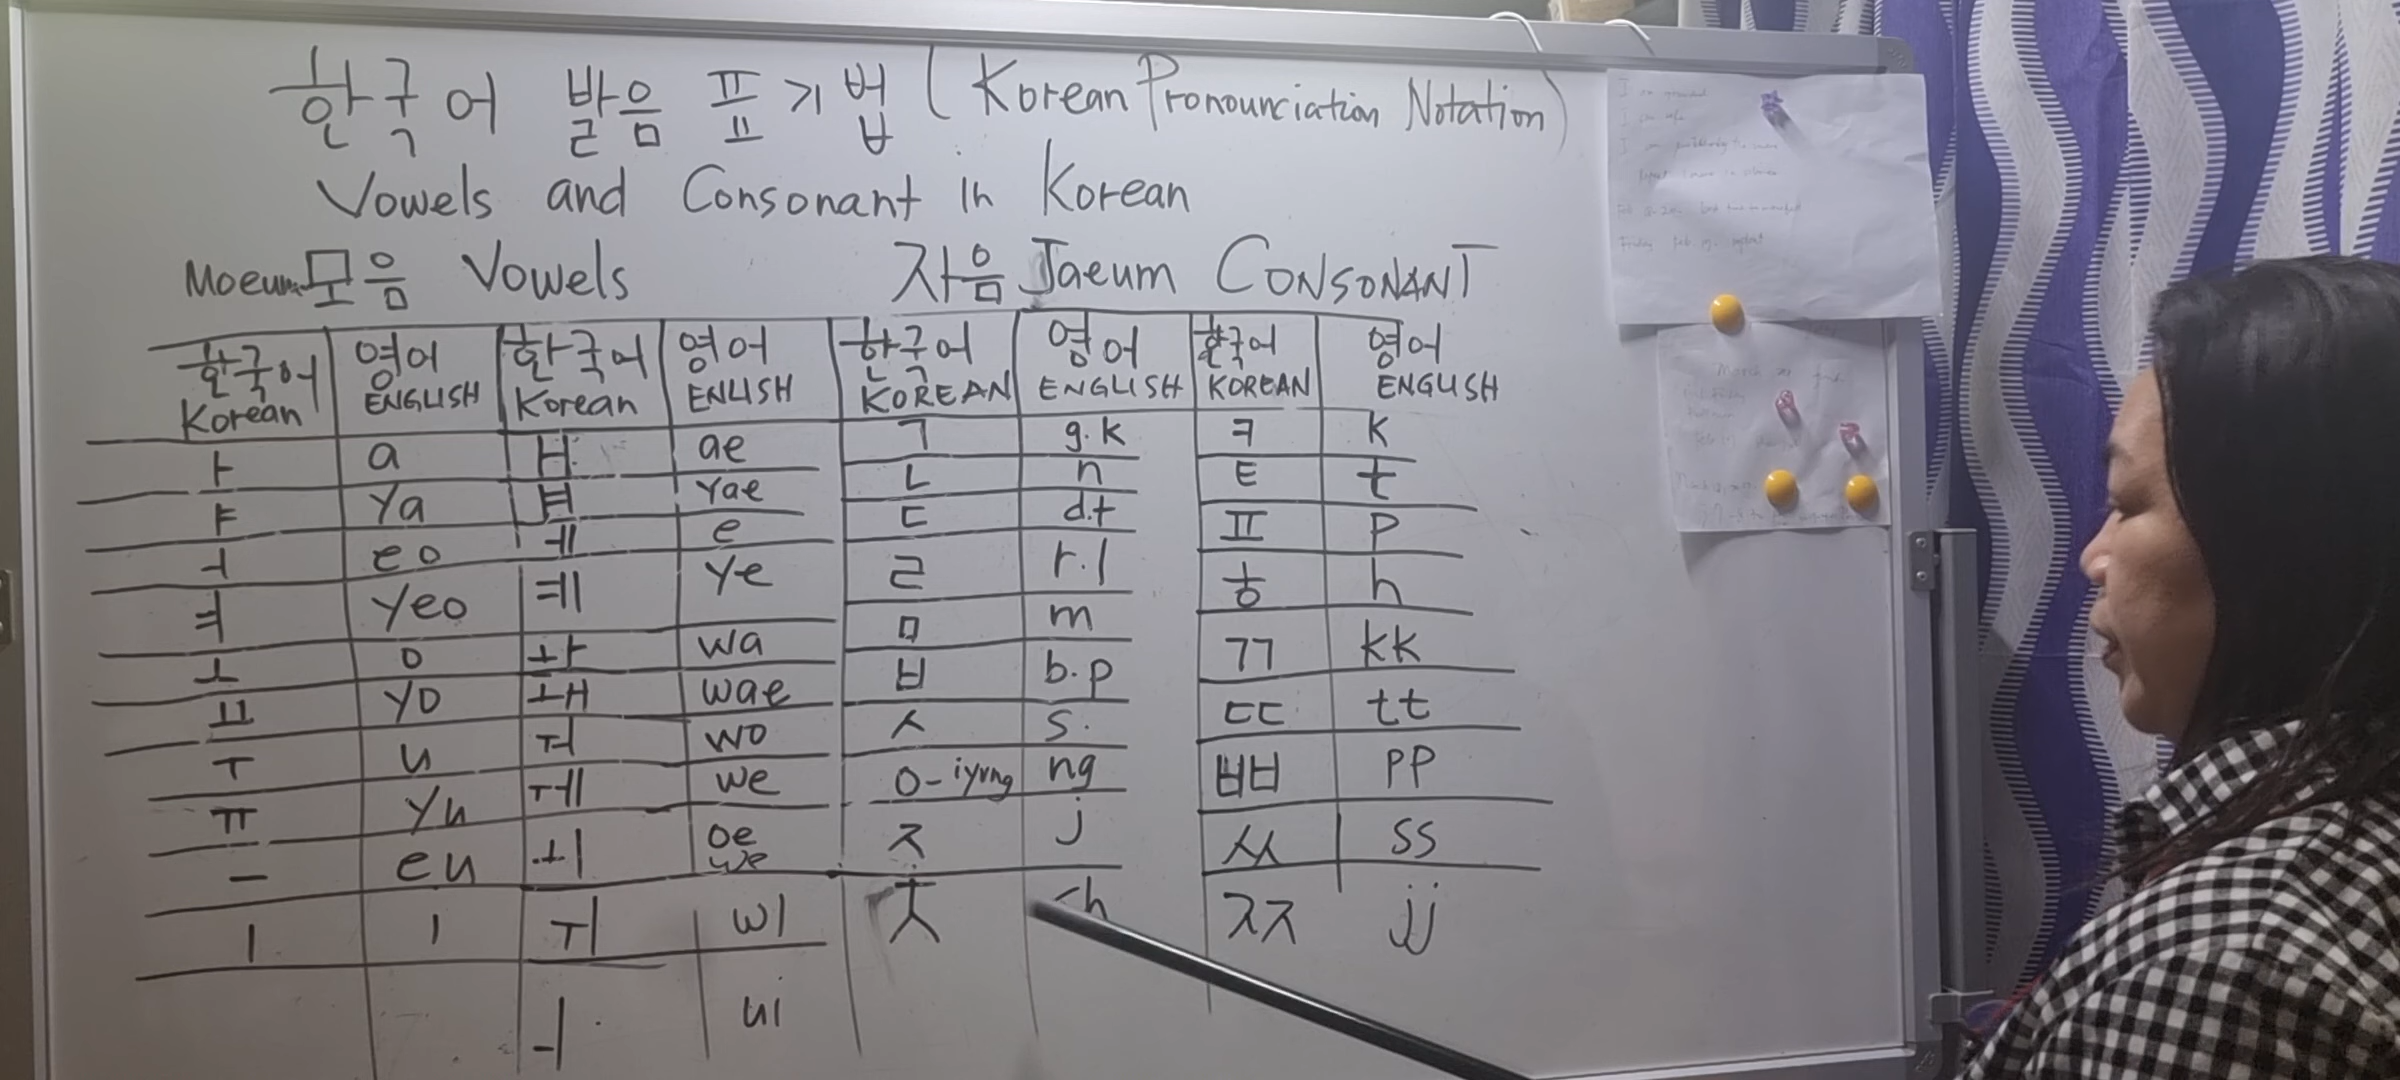 한국어 발음 표기법 (Korean Pronounciation Notation)
Vowels and Consonant in Korean
Moeum 모음 Vowels 자음 Jaeum CONSONANT
한국어 영어 한국어 영어 한국어 영어 한국어 영어
Korean ENGLISH Korean ENLISH KOREAN ENGLISH KOREAN ENGLISH
ㅏ a ㅐ ae ㄱ g.k ㅋ k
ㅑ Ya ㅒ Yae ㄴ n ㅌ t
ㅓ eo ㅔ e ㄷ d.t ㅍ p
ㅕ Yeo ㅖ Ye ㄹ r.l ㅎ h
ㅗ o ㅘ wa ㅁ m ㄲ kk
ㅛ Yo ㅙ wae ㅂ b.p ㄸ tt
ㅜ u ㅝ wo ㅅ s. ㅃ PP
ㅠ Yu ㅞ we ㅇ- iyung ng ㅆ SS
ㅡ eu ㅚ oe we ㅈ j ㅉ jj
ㅣ i ㅟ wi ㅊ ch
ㅢ ui